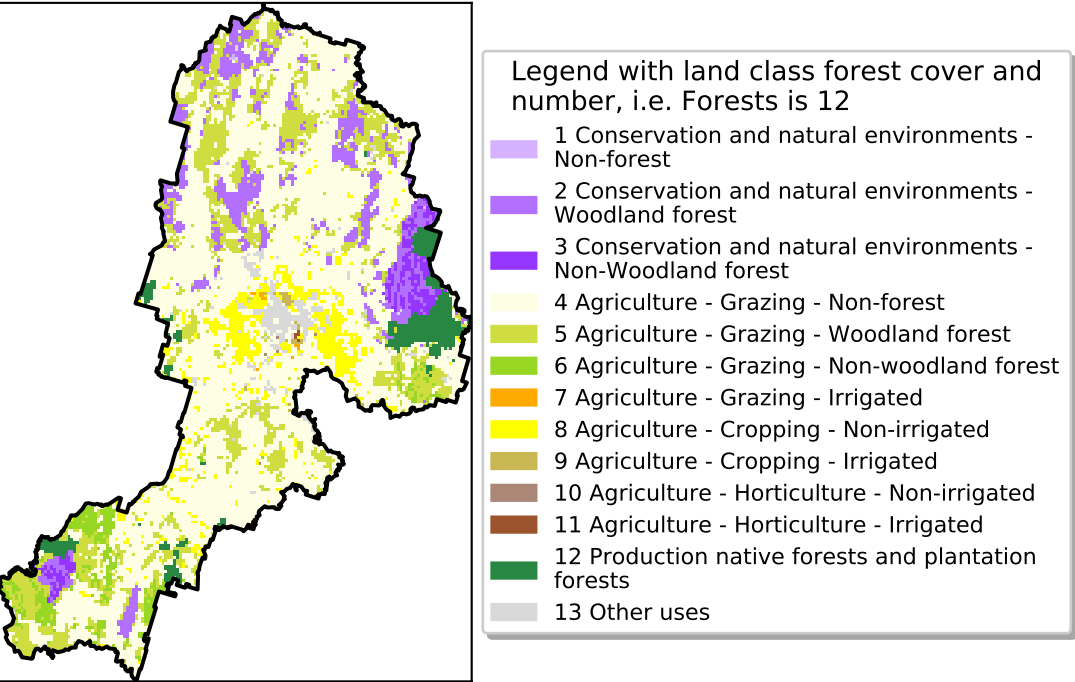 Legend with land class forest cover and
number, i.e. Forests is 12
1 Conservation and natural environments -
Non-forest
2 Conservation and natural environments -
Woodland forest
3 Conservation and natural environments -
Non-Woodland forest
4 Agriculture - Grazing - Non-forest
5 Agriculture - Grazing - Woodland forest
6 Agriculture - Grazing - Non-woodland forest
7 Agriculture - Grazing - Irrigated
8 Agriculture - Cropping - Non-irrigated
9 Agriculture - Cropping - Irrigated
10 Agriculture - Horticulture - Non-irrigated
11 Agriculture - Horticulture - Irrigated
12 Production native forests and plantation
forests
13 Other uses